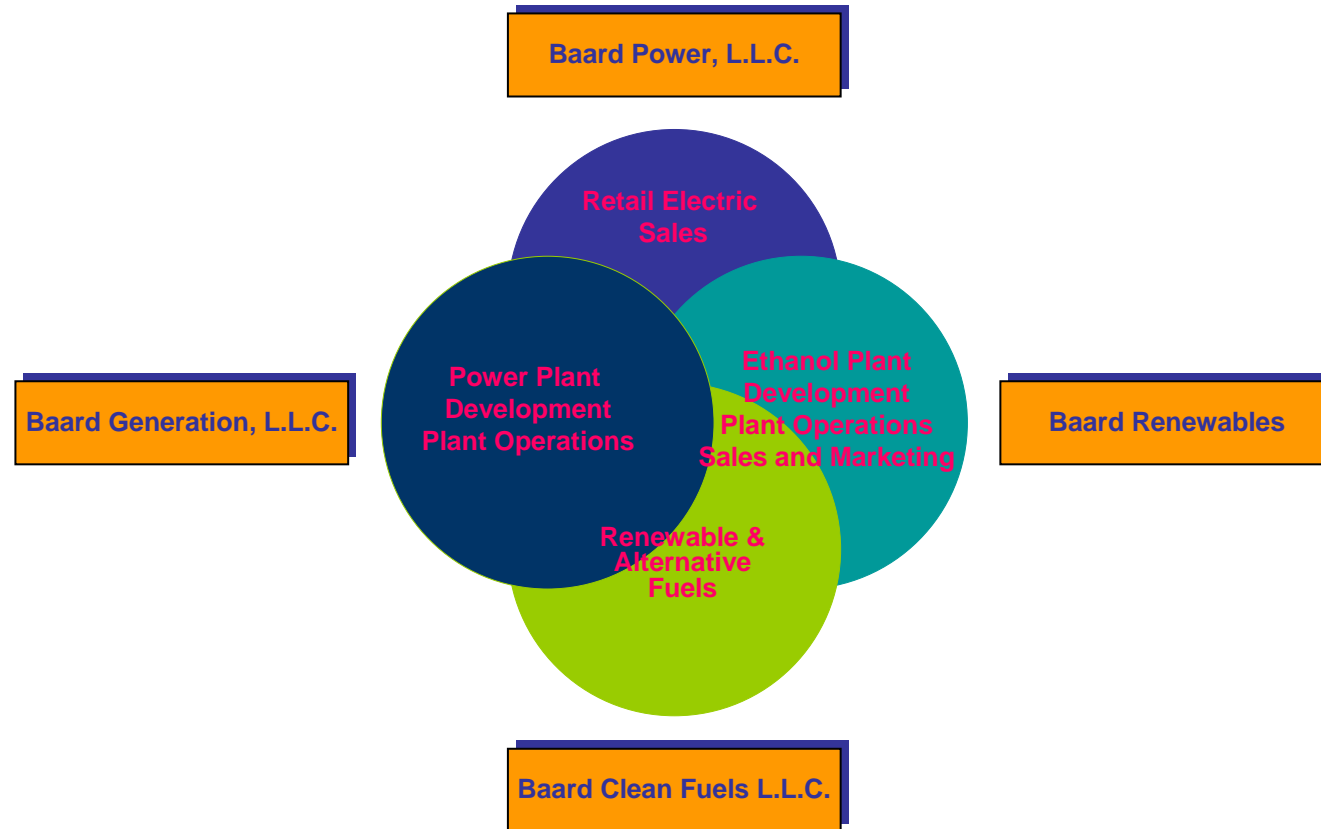 Baard Power, L.L.C.
Retail Electric
Sales
Power Plant
Development
Plant Operations
Ethanol Plant
Development
Plant Operations
Sales and Marketing
Baard Generation, L.L.C.
Baard Renewables
Renewable &
Alternative
Fuels
Baard Clean Fuels L.L.C.